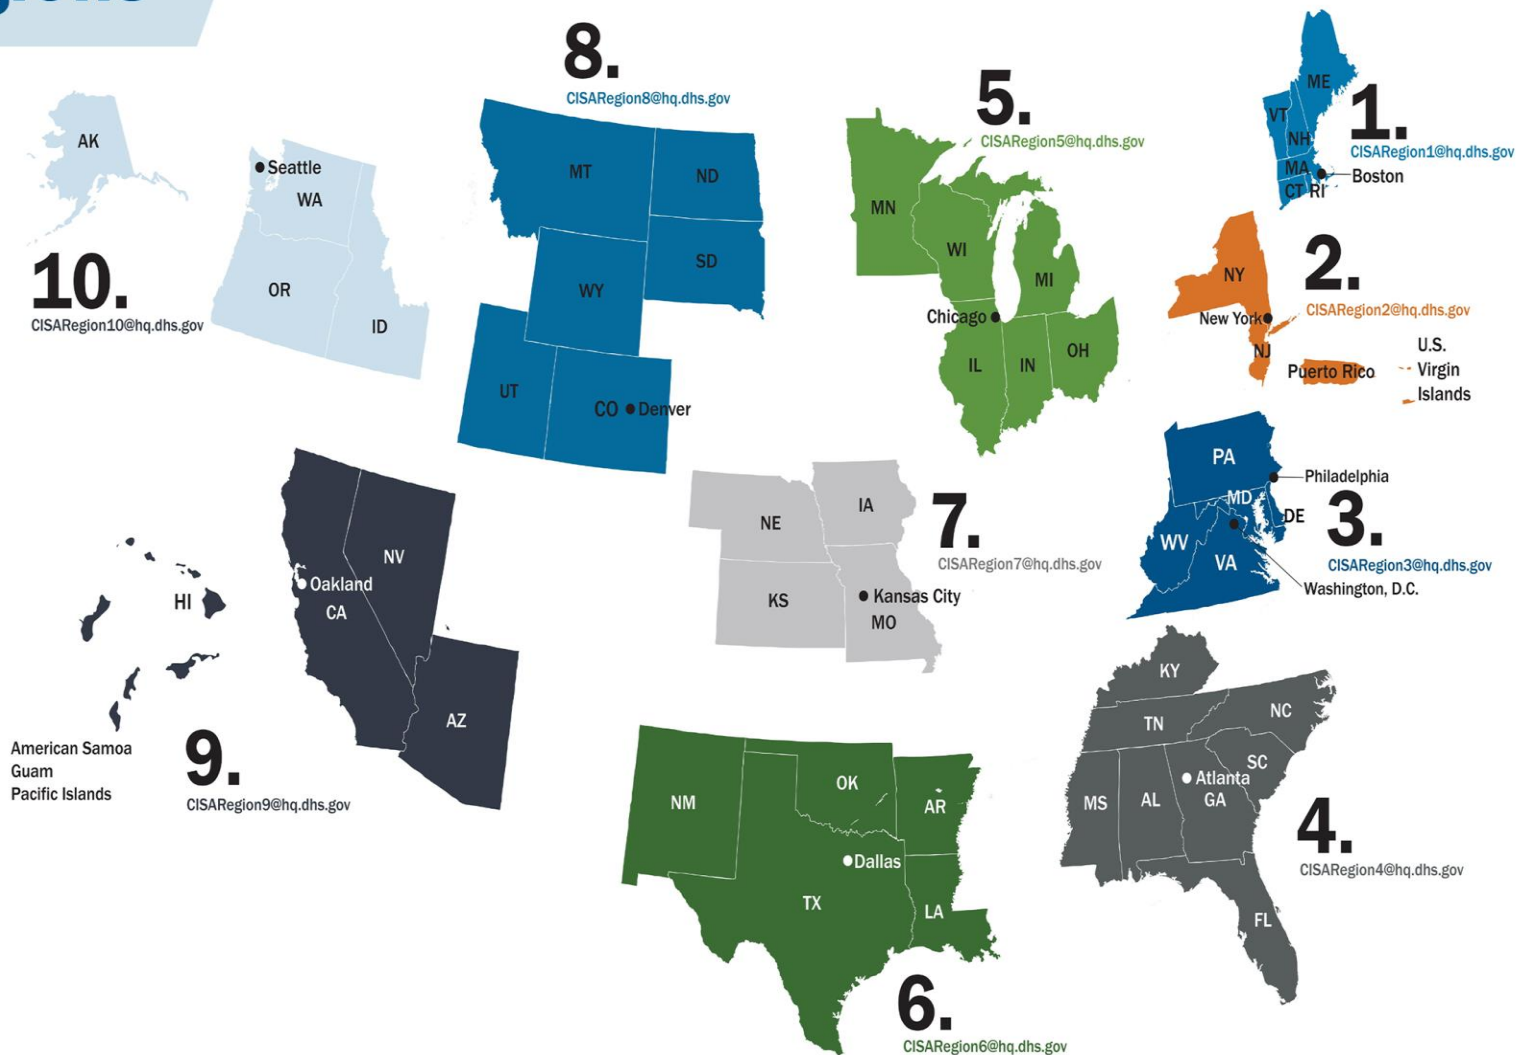 8.
CISARegion8@hq.dhs.gov
MT
ND
SD
WY
UT
CO
Denver
5.
CISARegion5@hq.dhs.gov
MN
WI
MI
Chicago
IL
IN
OH
1.
CISARegion1@hq.dhs.gov
ME
VT
NH
MA
CT RI
Boston
AK
Seattle
WA
OR
ID
10.
CISARegion10@hq.dhs.gov
2.
CISARegion2@hq.dhs.gov
NY
New York
NJ
Puerto Rico
U.S.
Virgin
Islands
PA
Philadelphia
MD
DE
WV
VA
3.
CISARegion3@hq.dhs.gov
Washington, D.C.
NE
IA
KS
Kansas City
MO
7.
CISARegion7@hq.dhs.gov
NV
Oakland
CA
HI
AZ
American Samoa
Guam
Pacific Islands
9.
CISARegion9@hq.dhs.gov
KY
TN
NC
SC
MS
AL
Atlanta
GA
FL
4.
CISARegion4@hq.dhs.gov
NM
OK
AR
Dallas
TX
LA
6.
CISARegion6@hq.dhs.gov